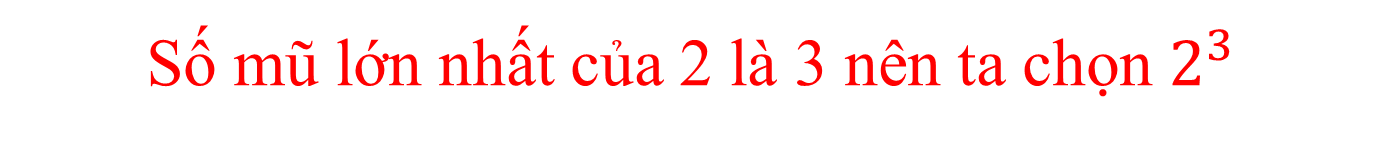 Số mũ lớn nhất của 2 là 3 nên ta chọn 2³